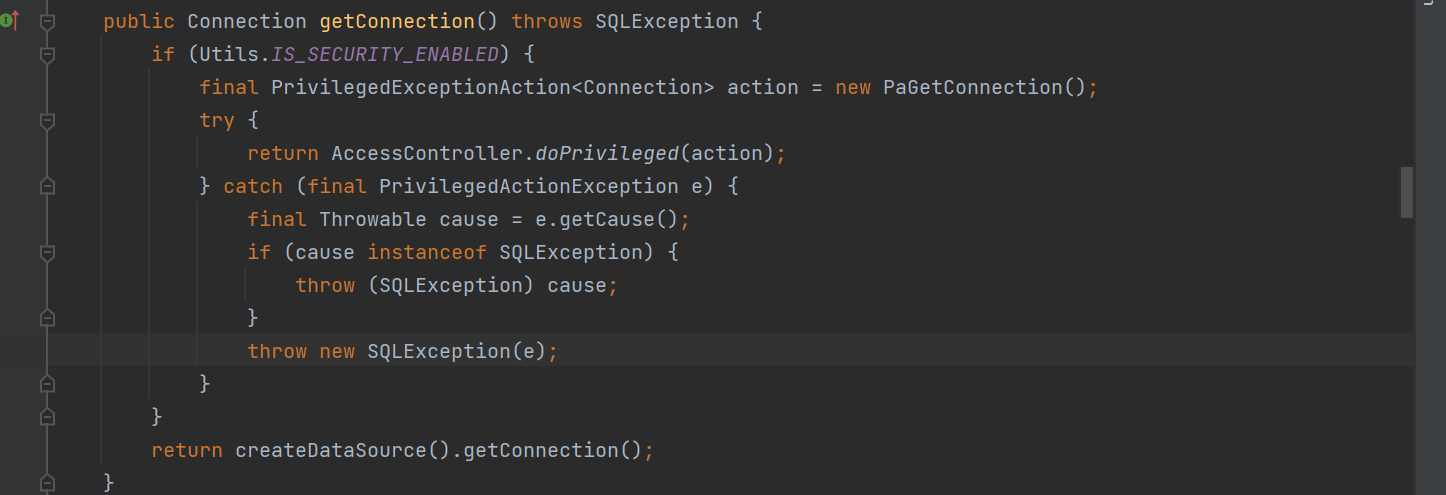 public Connection getConnection() throws SQLException {
if (Utils.IS_SECURITY_ENABLED) {
final PrivilegedExceptionAction<Connection> action = new PaGetConnection();
try {
return AccessController.doPrivileged(action);
} catch (final PrivilegedActionException e) {
final Throwable cause = e.getCause();
if (cause instanceof SQLException) {
throw (SQLException) cause;
}
throw new SQLException(e);
}
}
return createDataSource().getConnection();
}